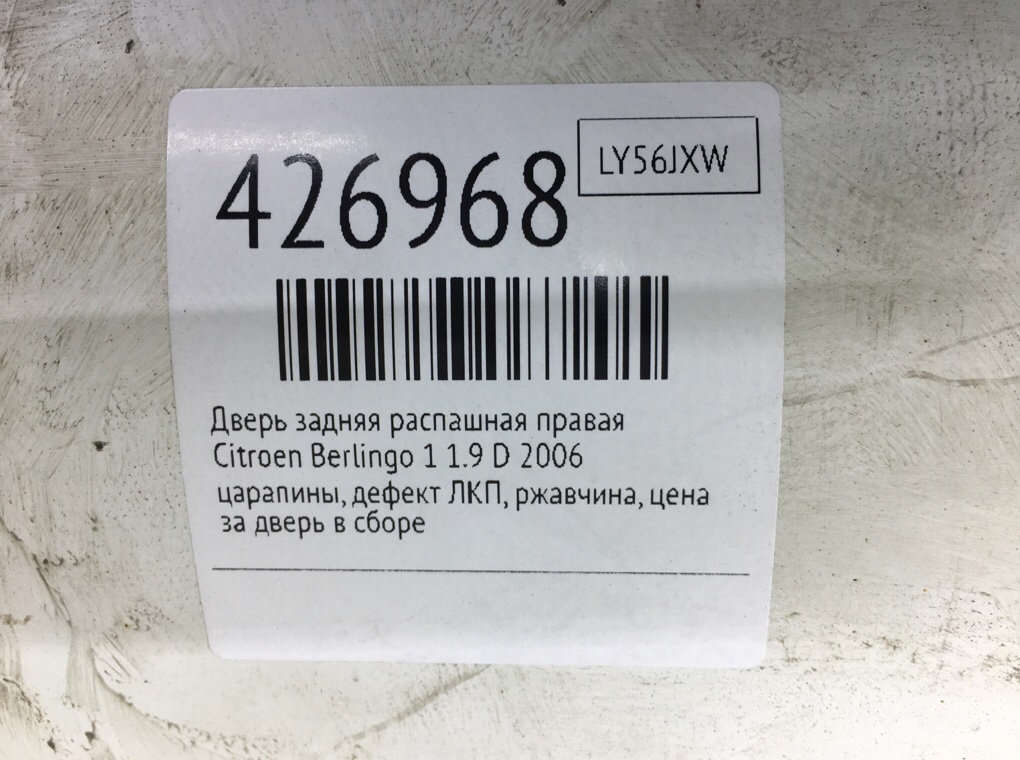 426968
LY56JXW
Дверь задняя распашная правая
Citroen Berlingo 1 1.9 D 2006
царапины, дефект ЛКП, ржавчина, цена
за дверь в сборе